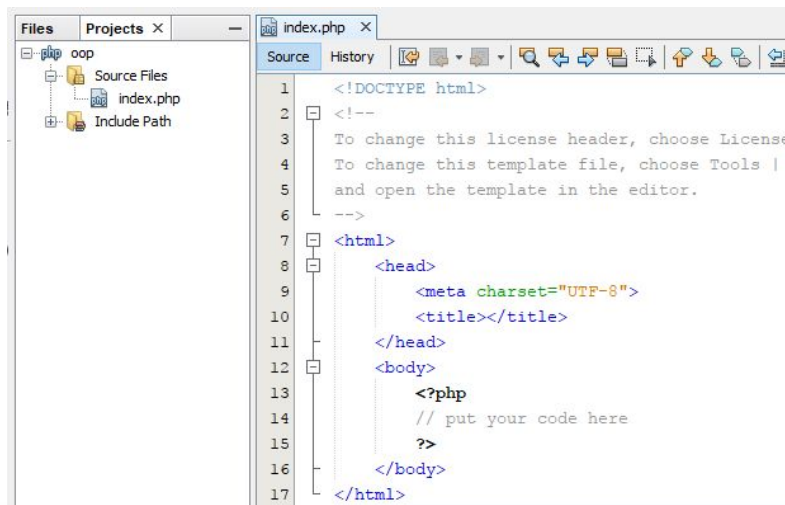 Files Projects
oop
Source Files
index.php
Include Path
index.php
Source History
1 <!DOCTYPE html>
2 <!--
3 To change this license header, choose License
4 To change this template file, choose Tools |
5 and open the template in the editor.
6 -->
7 <html>
8 <head>
9 <meta charset="UTF-8">
10 <title></title>
11 </head>
12 <body>
13 <?php
14 // put your code here
15 ?>
16 </body>
17 </html>